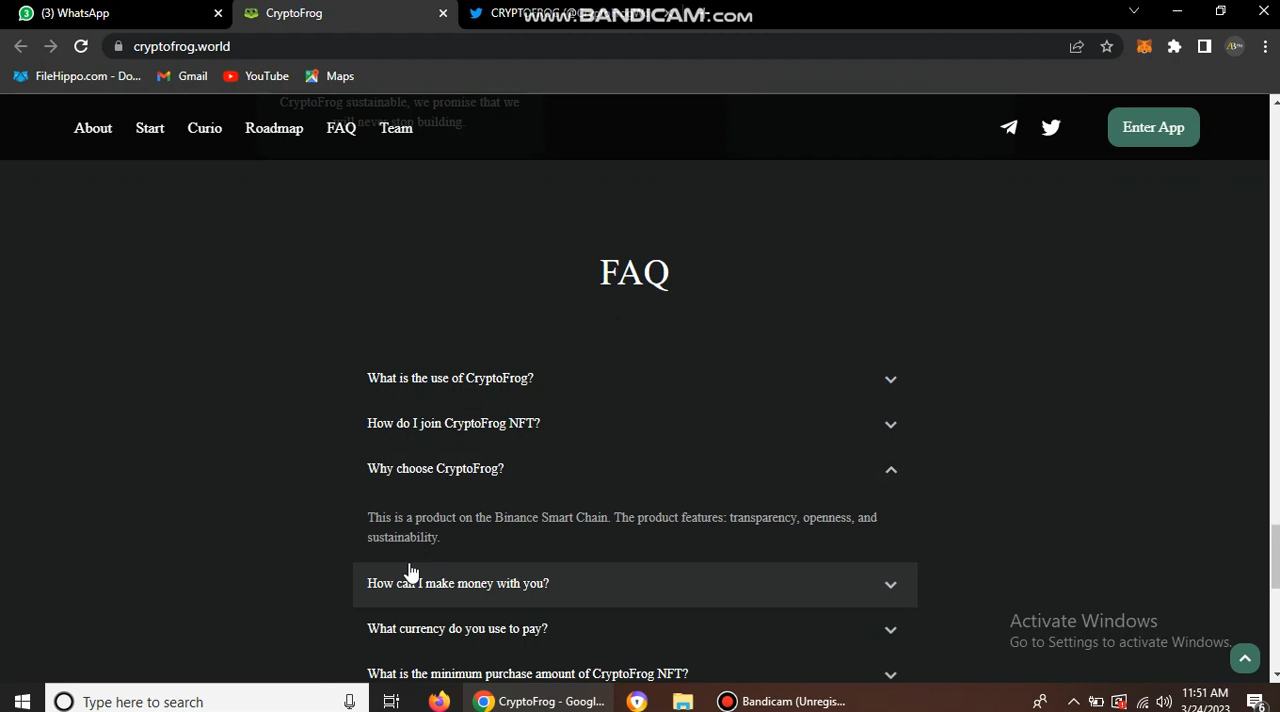 (3) WhatsApp
CryptoFrog
CRYPTOFROG
www.BANDICAM.com
cryptofrog.world
FileHippo.com - Do...
Gmail
YouTube
Maps
CryptoFrog sustainable, we promise that we
will never stop building.
About
Start
Curio
Roadmap
FAQ
Team
Enter App
FAQ
What is the use of CryptoFrog?
How do I join CryptoFrog NFT?
Why choose CryptoFrog?
This is a product on the Binance Smart Chain. The product features: transparency, openness, and
sustainability.
How can I make money with you?
What currency do you use to pay?
What is the minimum purchase amount of CryptoFrog NFT?
Activate Windows
Go to Settings to activate Windows.
Type here to search
CryptoFrog - Googl...
Bandicam (Unregis...
11:51 AM
3/24/2023
6